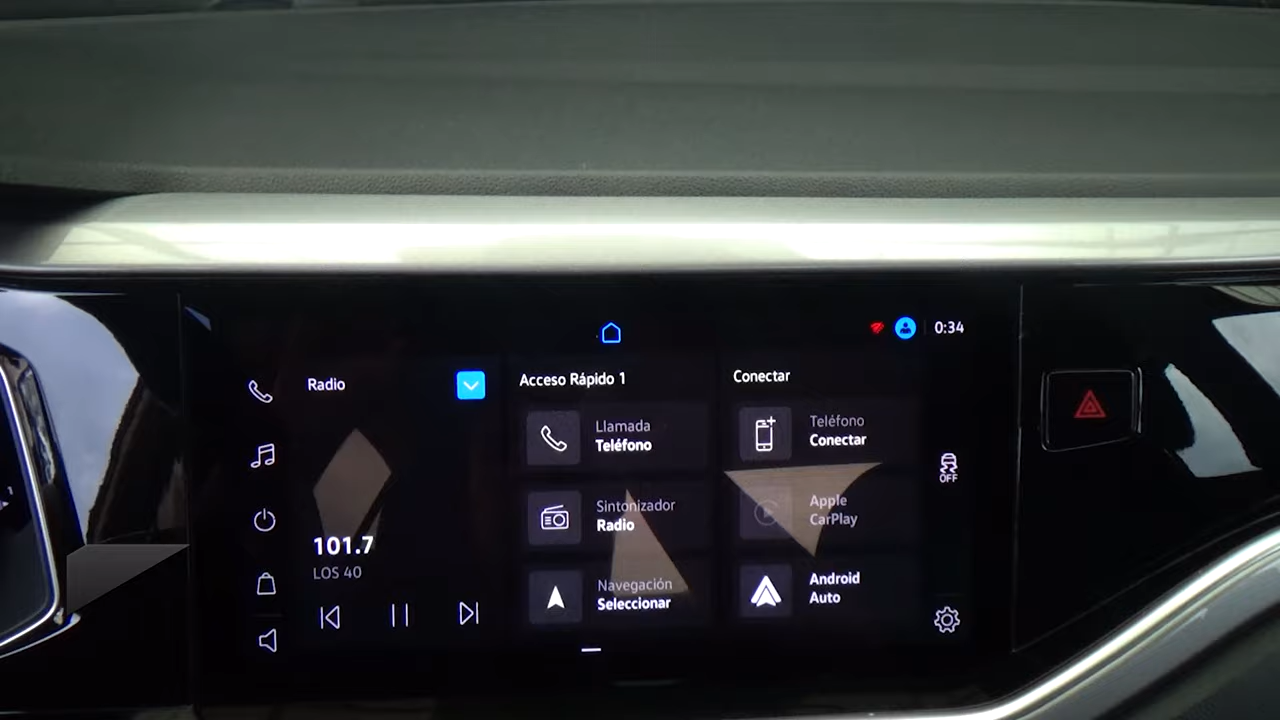 0:34
Radio
101.7
LOS 40
Acceso Rápido 1
Llamada
Teléfono
Sintonizador
Radio
Navegación
Seleccionar
Conectar
Teléfono
Conectar
Apple
CarPlay
Android
Auto
OFF
1